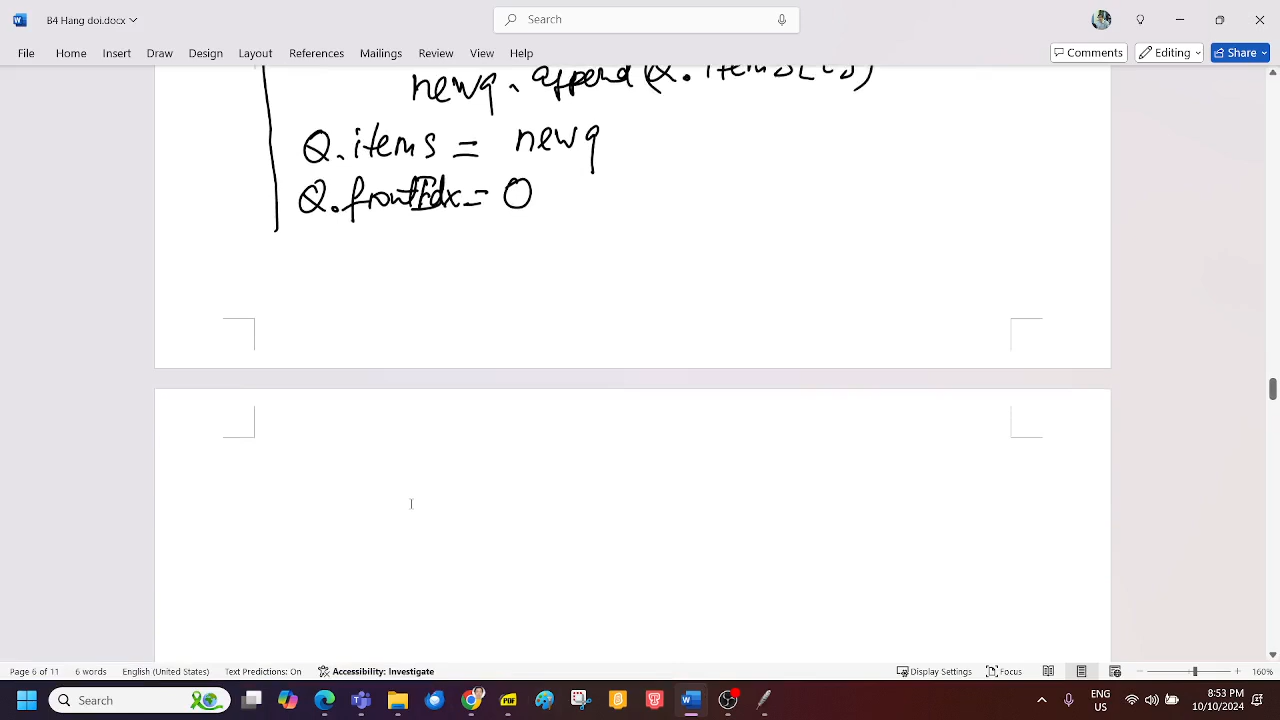 B4 Hang doi.docx
Search
File Home Insert Draw Design Layout References Mailings Review View Help
Comments Editing Share
newq.append(Q.items[i])
Q.items = newq
Q.frontIdx = 0
Page 6 of 11 6 words English (United States) Text Predictions: On Accessibility: Investigate Display Settings Focus 160%
Search PDF ENG US 8:53 PM 10/10/2024